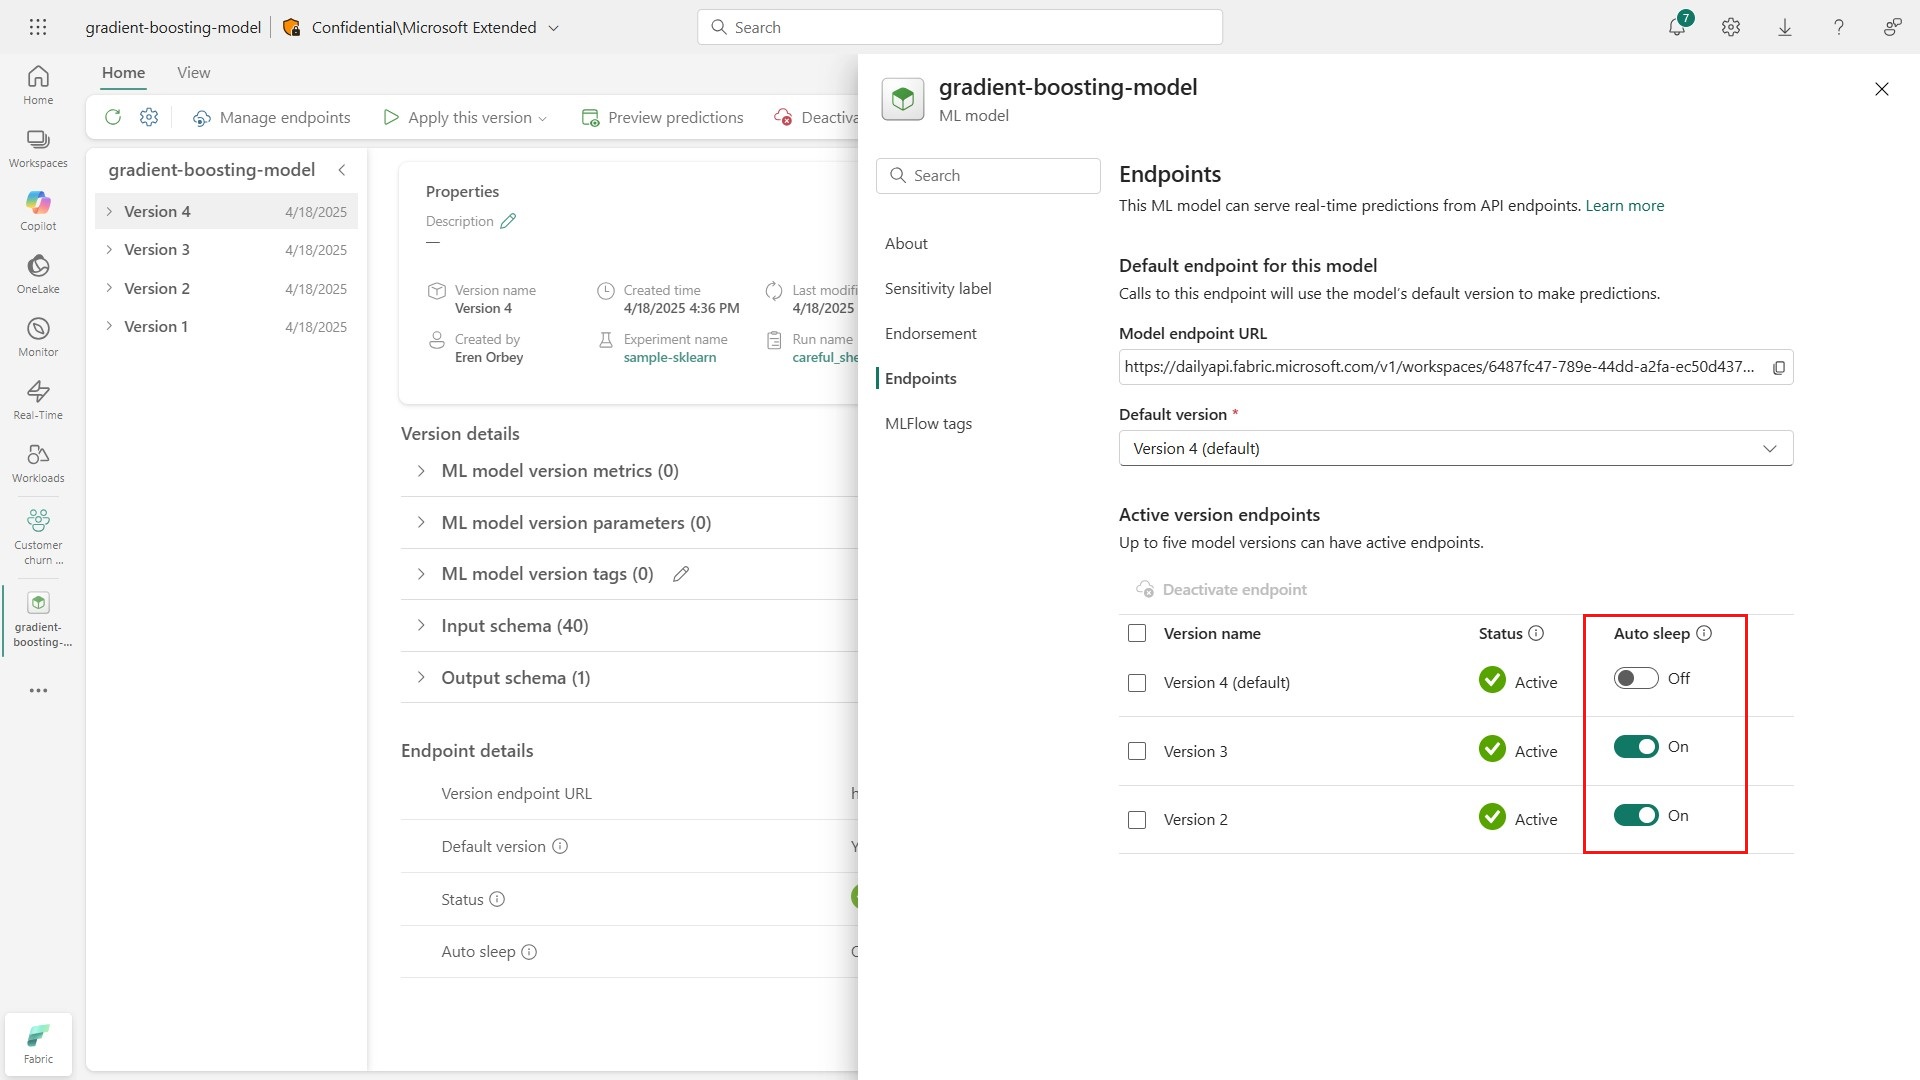 gradient-boosting-model
Confidential\Microsoft Extended
Search
7
Home
Workspaces
Copilot
OneLake
Monitor
Real-Time
Workloads
Customer
churn ...
gradient-
boosting-...
Fabric
Home View
Manage endpoints
Apply this version
Preview predictions
Deactiva
gradient-boosting-model
Version 4 4/18/2025
Version 3 4/18/2025
Version 2 4/18/2025
Version 1 4/18/2025
Properties
Description
—
Version name
Version 4
Created time
4/18/2025 4:36 PM
Last modifi
4/18/2025
Created by
Eren Orbey
Experiment name
sample-sklearn
Run name
careful_she
Version details
ML model version metrics (0)
ML model version parameters (0)
ML model version tags (0)
Input schema (40)
Output schema (1)
Endpoint details
Version endpoint URL h
Default version Y
Status
Auto sleep
gradient-boosting-model
ML model
Search
About
Sensitivity label
Endorsement
Endpoints
MLFlow tags
Endpoints
This ML model can serve real-time predictions from API endpoints. Learn more
Default endpoint for this model
Calls to this endpoint will use the model’s default version to make predictions.
Model endpoint URL
https://dailyapi.fabric.microsoft.com/v1/workspaces/6487fc47-789e-44dd-a2fa-ec50d437...
Default version *
Version 4 (default)
Active version endpoints
Up to five model versions can have active endpoints.
Deactivate endpoint
Version name Status Auto sleep
Version 4 (default) Active Off
Version 3 Active On
Version 2 Active On